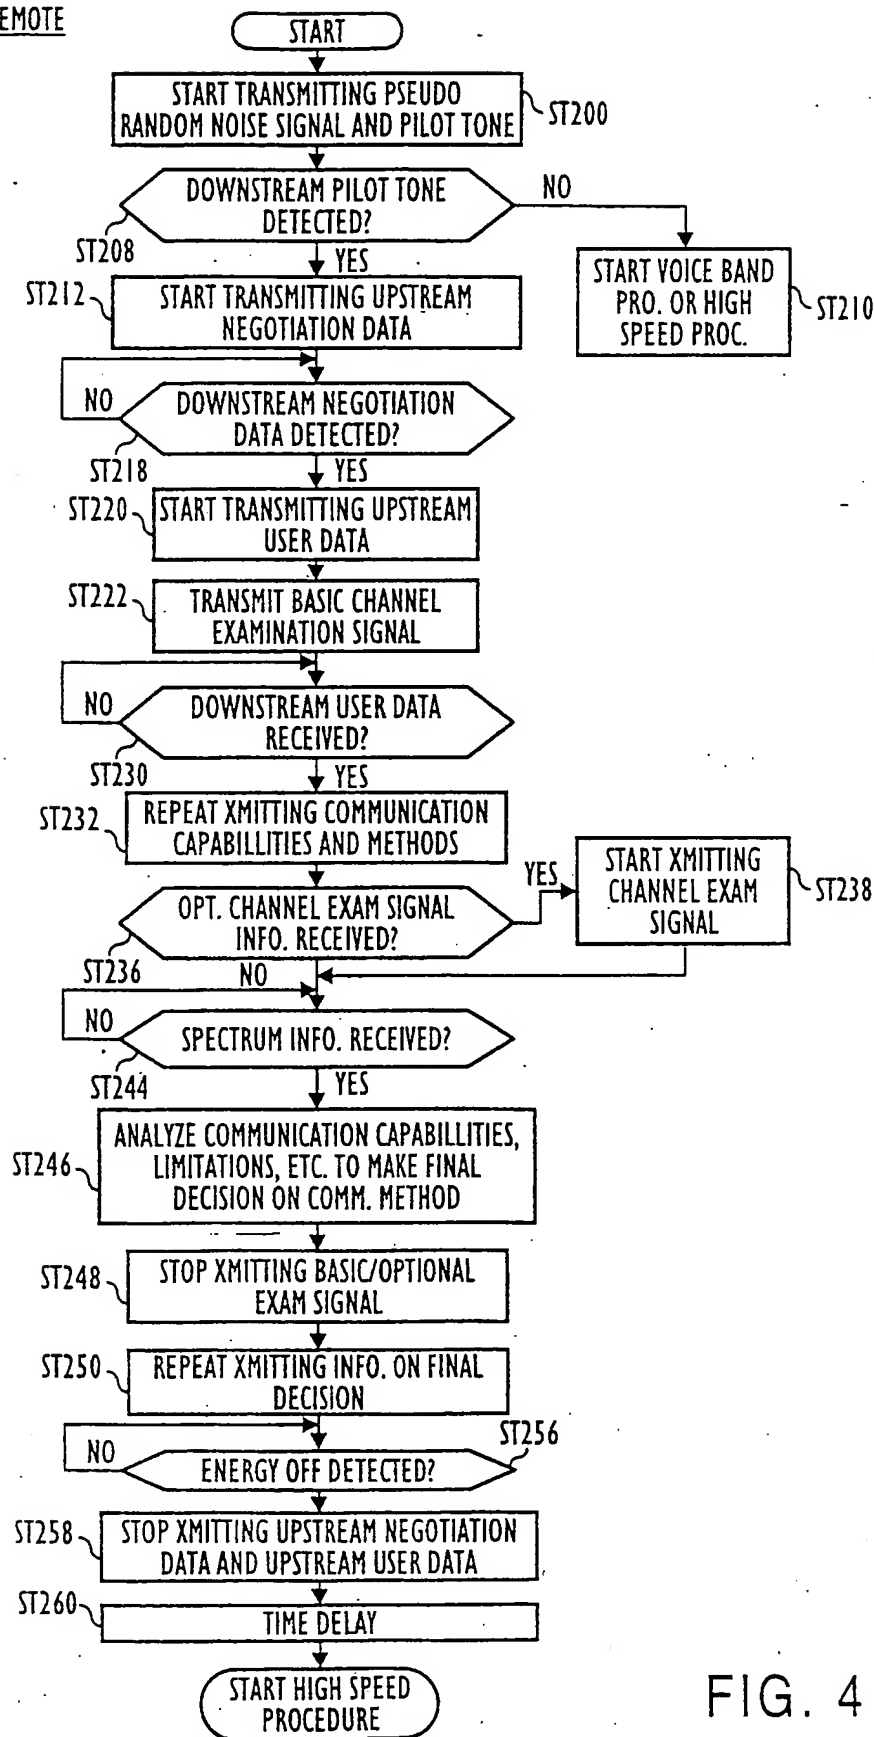 EMOTE
START
START TRANSMITTING PSEUDO
RANDOM NOISE SIGNAL AND PILOT TONE
ST200
DOWNSTREAM PILOT TONE
DETECTED?
NO
ST208
YES
START VOICE BAND
PRO. OR HIGH
SPEED PROC.
ST210
ST212
START TRANSMITTING UPSTREAM
NEGOTIATION DATA
NO
DOWNSTREAM NEGOTIATION
DATA DETECTED?
ST218
YES
ST220
START TRANSMITTING UPSTREAM
USER DATA
ST222
TRANSMIT BASIC CHANNEL
EXAMINATION SIGNAL
NO
DOWNSTREAM USER DATA
RECEIVED?
ST230
YES
ST232
REPEAT XMITTING COMMUNICATION
CAPABILLITIES AND METHODS
OPT. CHANNEL EXAM SIGNAL
INFO. RECEIVED?
YES
START XMITTING
CHANNEL EXAM
SIGNAL
ST238
ST236
NO
NO
SPECTRUM INFO. RECEIVED?
ST244
YES
ST246
ANALYZE COMMUNICATION CAPABILLITIES,
LIMITATIONS, ETC. TO MAKE FINAL
DECISION ON COMM. METHOD
ST248
STOP XMITTING BASIC/OPTIONAL
EXAM SIGNAL
ST250
REPEAT XMITTING INFO. ON FINAL
DECISION
NO
ENERGY OFF DETECTED?
ST256
ST258
STOP XMITTING UPSTREAM NEGOTIATION
DATA AND UPSTREAM USER DATA
ST260
TIME DELAY
START HIGH SPEED
PROCEDURE
FIG. 4